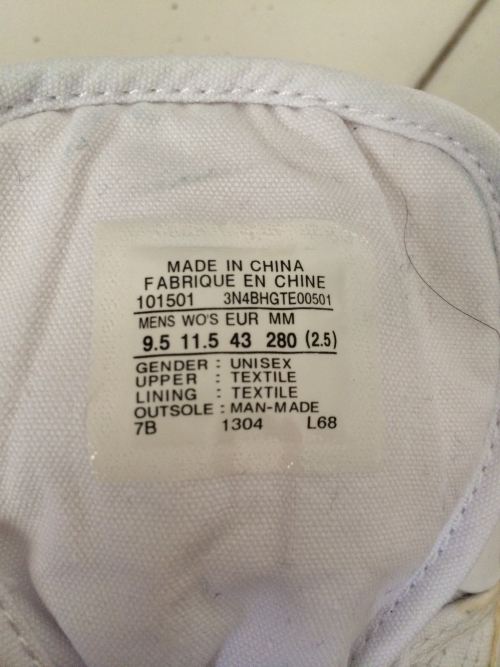 MADE IN CHINA
FABRIQUE EN CHINE
101501 3N4BHGTE00501
MENS WO'S EUR MM
9.5 11.5 43 280 (2.5)
GENDER : UNISEX
UPPER : TEXTILE
LINING : TEXTILE
OUTSOLE : MAN-MADE
7B 1304 L68